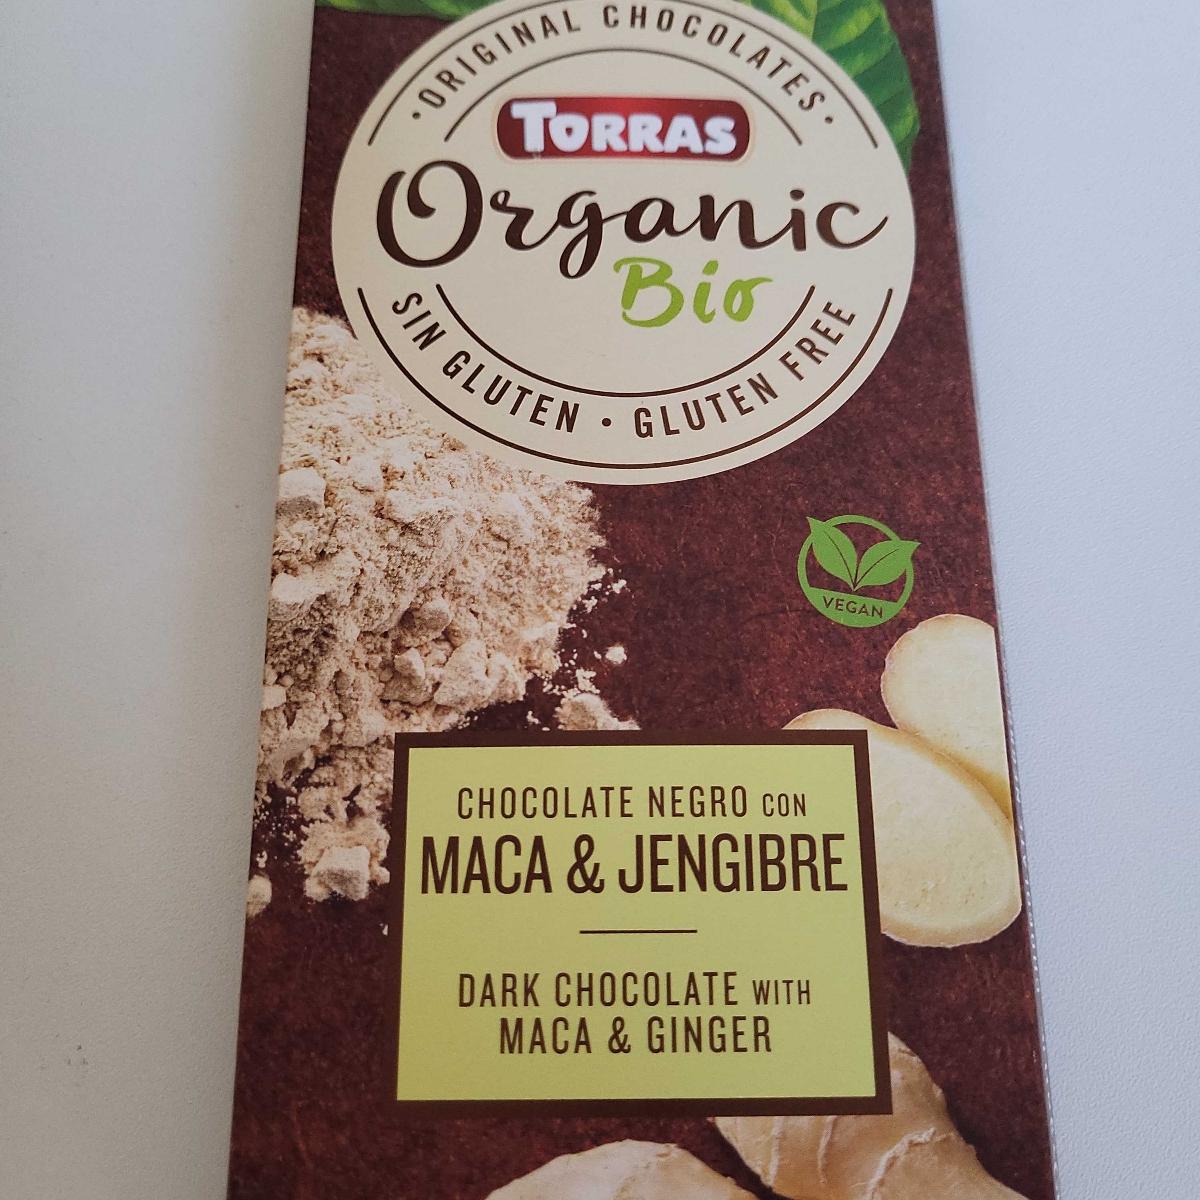 ·ORIGINAL CHOCOLATES·
TORRAS
Organic
Bio
SIN GLUTEN · GLUTEN FREE
VEGAN
CHOCOLATE NEGRO CON
MACA & JENGIBRE
DARK CHOCOLATE WITH
MACA & GINGER